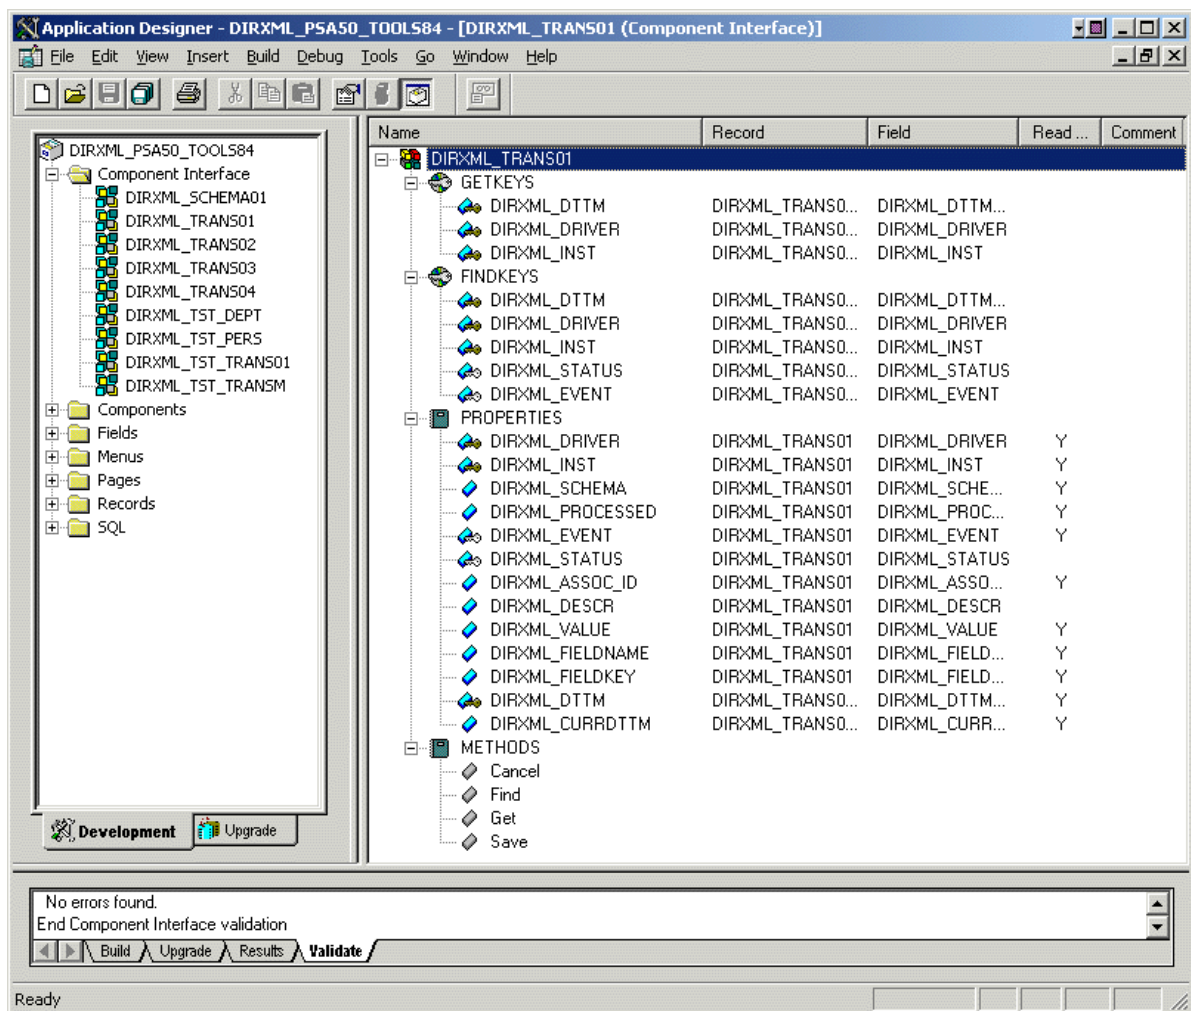 Application Designer - DIRXML_PSA50_TOOLS84 - [DIRXML_TRANS01 (Component Interface)]
File Edit View Insert Build Debug Tools Go Window Help
DIRXML_PSA50_TOOLS84
Component Interface
DIRXML_SCHEMA01
DIRXML_TRANS01
DIRXML_TRANS02
DIRXML_TRANS03
DIRXML_TRANS04
DIRXML_TST_DEPT
DIRXML_TST_PERS
DIRXML_TST_TRANS01
DIRXML_TST_TRANSM
Components
Fields
Menus
Pages
Records
SQL
Development Upgrade
Name Record Field Read ... Comment
DIRXML_TRANS01
GETKEYS
DIRXML_DTTM DIRXML_TRANS0... DIRXML_DTTM...
DIRXML_DRIVER DIRXML_TRANS0... DIRXML_DRIVER
DIRXML_INST DIRXML_TRANS0... DIRXML_INST
FINDKEYS
DIRXML_DTTM DIRXML_TRANS0... DIRXML_DTTM...
DIRXML_DRIVER DIRXML_TRANS0... DIRXML_DRIVER
DIRXML_INST DIRXML_TRANS0... DIRXML_INST
DIRXML_STATUS DIRXML_TRANS0... DIRXML_STATUS
DIRXML_EVENT DIRXML_TRANS0... DIRXML_EVENT
PROPERTIES
DIRXML_DRIVER DIRXML_TRANS01 DIRXML_DRIVER Y
DIRXML_INST DIRXML_TRANS01 DIRXML_INST Y
DIRXML_SCHEMA DIRXML_TRANS01 DIRXML_SCHE... Y
DIRXML_PROCESSED DIRXML_TRANS01 DIRXML_PROC... Y
DIRXML_EVENT DIRXML_TRANS01 DIRXML_EVENT Y
DIRXML_STATUS DIRXML_TRANS01 DIRXML_STATUS
DIRXML_ASSOC_ID DIRXML_TRANS01 DIRXML_ASSO... Y
DIRXML_DESCR DIRXML_TRANS01 DIRXML_DESCR
DIRXML_VALUE DIRXML_TRANS01 DIRXML_VALUE Y
DIRXML_FIELDNAME DIRXML_TRANS01 DIRXML_FIELD... Y
DIRXML_FIELDKEY DIRXML_TRANS01 DIRXML_FIELD... Y
DIRXML_DTTM DIRXML_TRANS0... DIRXML_DTTM... Y
DIRXML_CURRDTTM DIRXML_TRANS0... DIRXML_CURR... Y
METHODS
Cancel
Find
Get
Save
No errors found.
End Component Interface validation
Build Upgrade Results Validate
Ready